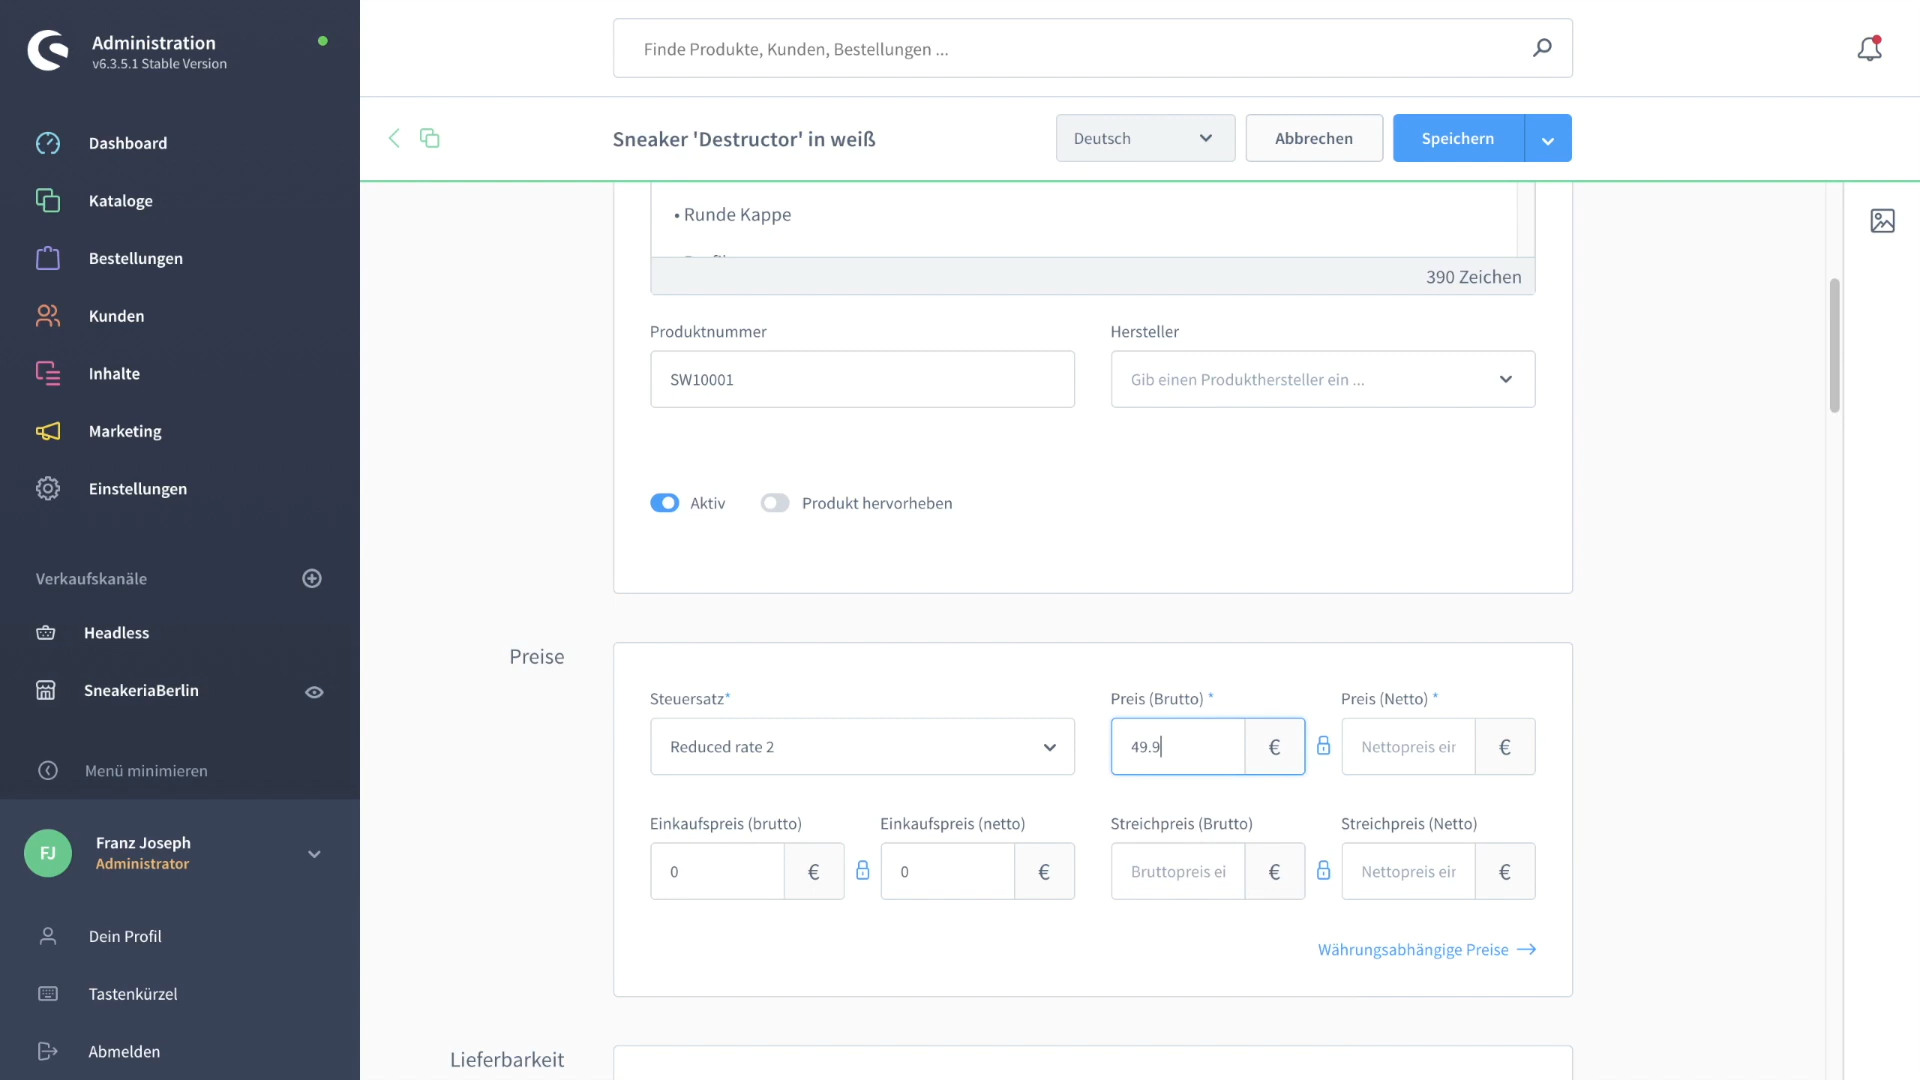 Administration
v6.3.5.1 Stable Version
Dashboard
Kataloge
Bestellungen
Kunden
Inhalte
Marketing
Einstellungen
Verkaufskanäle
Headless
SneakeriaBerlin
Menü minimieren
FJ
Franz Joseph
Administrator
Dein Profil
Tastenkürzel
Abmelden
Finde Produkte, Kunden, Bestellungen ...
Sneaker 'Destructor' in weiß
Deutsch
Abbrechen
Speichern
• Runde Kappe
390 Zeichen
Produktnummer
Hersteller
SW10001
Gib einen Produkthersteller ein ...
Aktiv
Produkt hervorheben
Preise
Steuersatz*
Preis (Brutto) *
Preis (Netto) *
Reduced rate 2
49.9
€
Nettopreis ein
€
Einkaufspreis (brutto)
Einkaufspreis (netto)
Streichpreis (Brutto)
Streichpreis (Netto)
0
€
0
€
Bruttopreis ei
€
Nettopreis ein
€
Währungsabhängige Preise
Lieferbarkeit